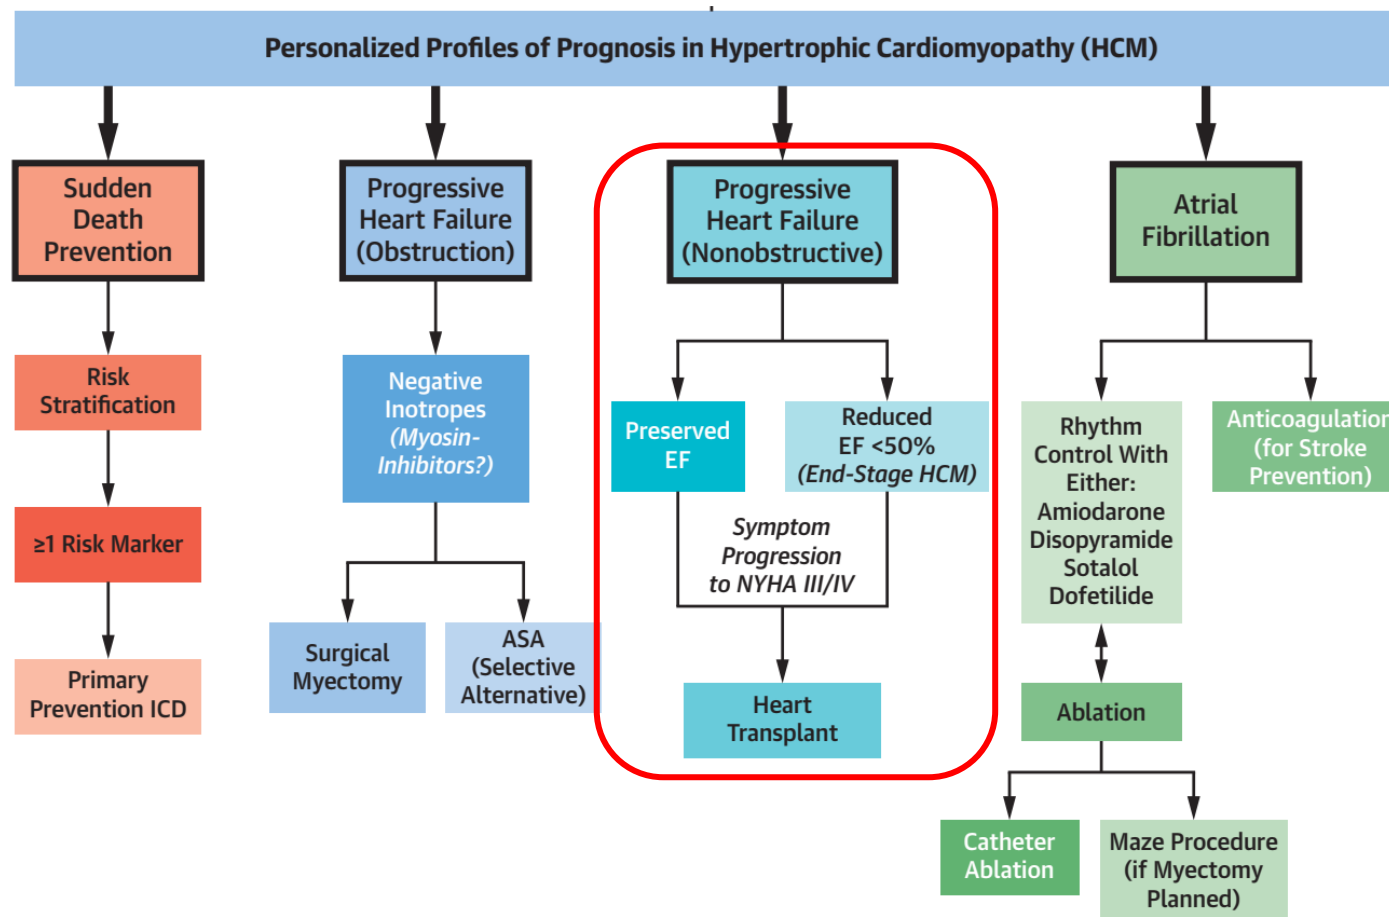 Personalized Profiles of Prognosis in Hypertrophic Cardiomyopathy (HCM)
Sudden
Death
Prevention
Risk
Stratification
≥1 Risk Marker
Primary
Prevention ICD
Progressive
Heart Failure
(Obstruction)
Negative
Inotropes
(Myosin-
Inhibitors?)
Surgical
Myectomy
ASA
(Selective
Alternative)
Progressive
Heart Failure
(Nonobstructive)
Preserved
EF
Reduced
EF <50%
(End-Stage HCM)
Symptom
Progression
to NYHA III/IV
Heart
Transplant
Atrial
Fibrillation
Rhythm
Control With
Either:
Amiodarone
Disopyramide
Sotalol
Dofetilide
Anticoagulation
(for Stroke
Prevention)
Ablation
Catheter
Ablation
Maze Procedure
(if Myectomy
Planned)